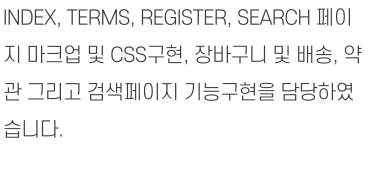 INDEX, TERMS, REGISTER, SEARCH 페이
지 마크업 및 CSS구현, 장바구니 및 배송, 약
관 그리고 검색페이지 기능구현을 담당하였
습니다.